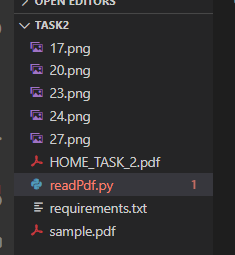 OPEN EDITORS
TASK2
17.png
20.png
23.png
24.png
27.png
HOME_TASK_2.pdf
readPdf.py 1
requirements.txt
sample.pdf